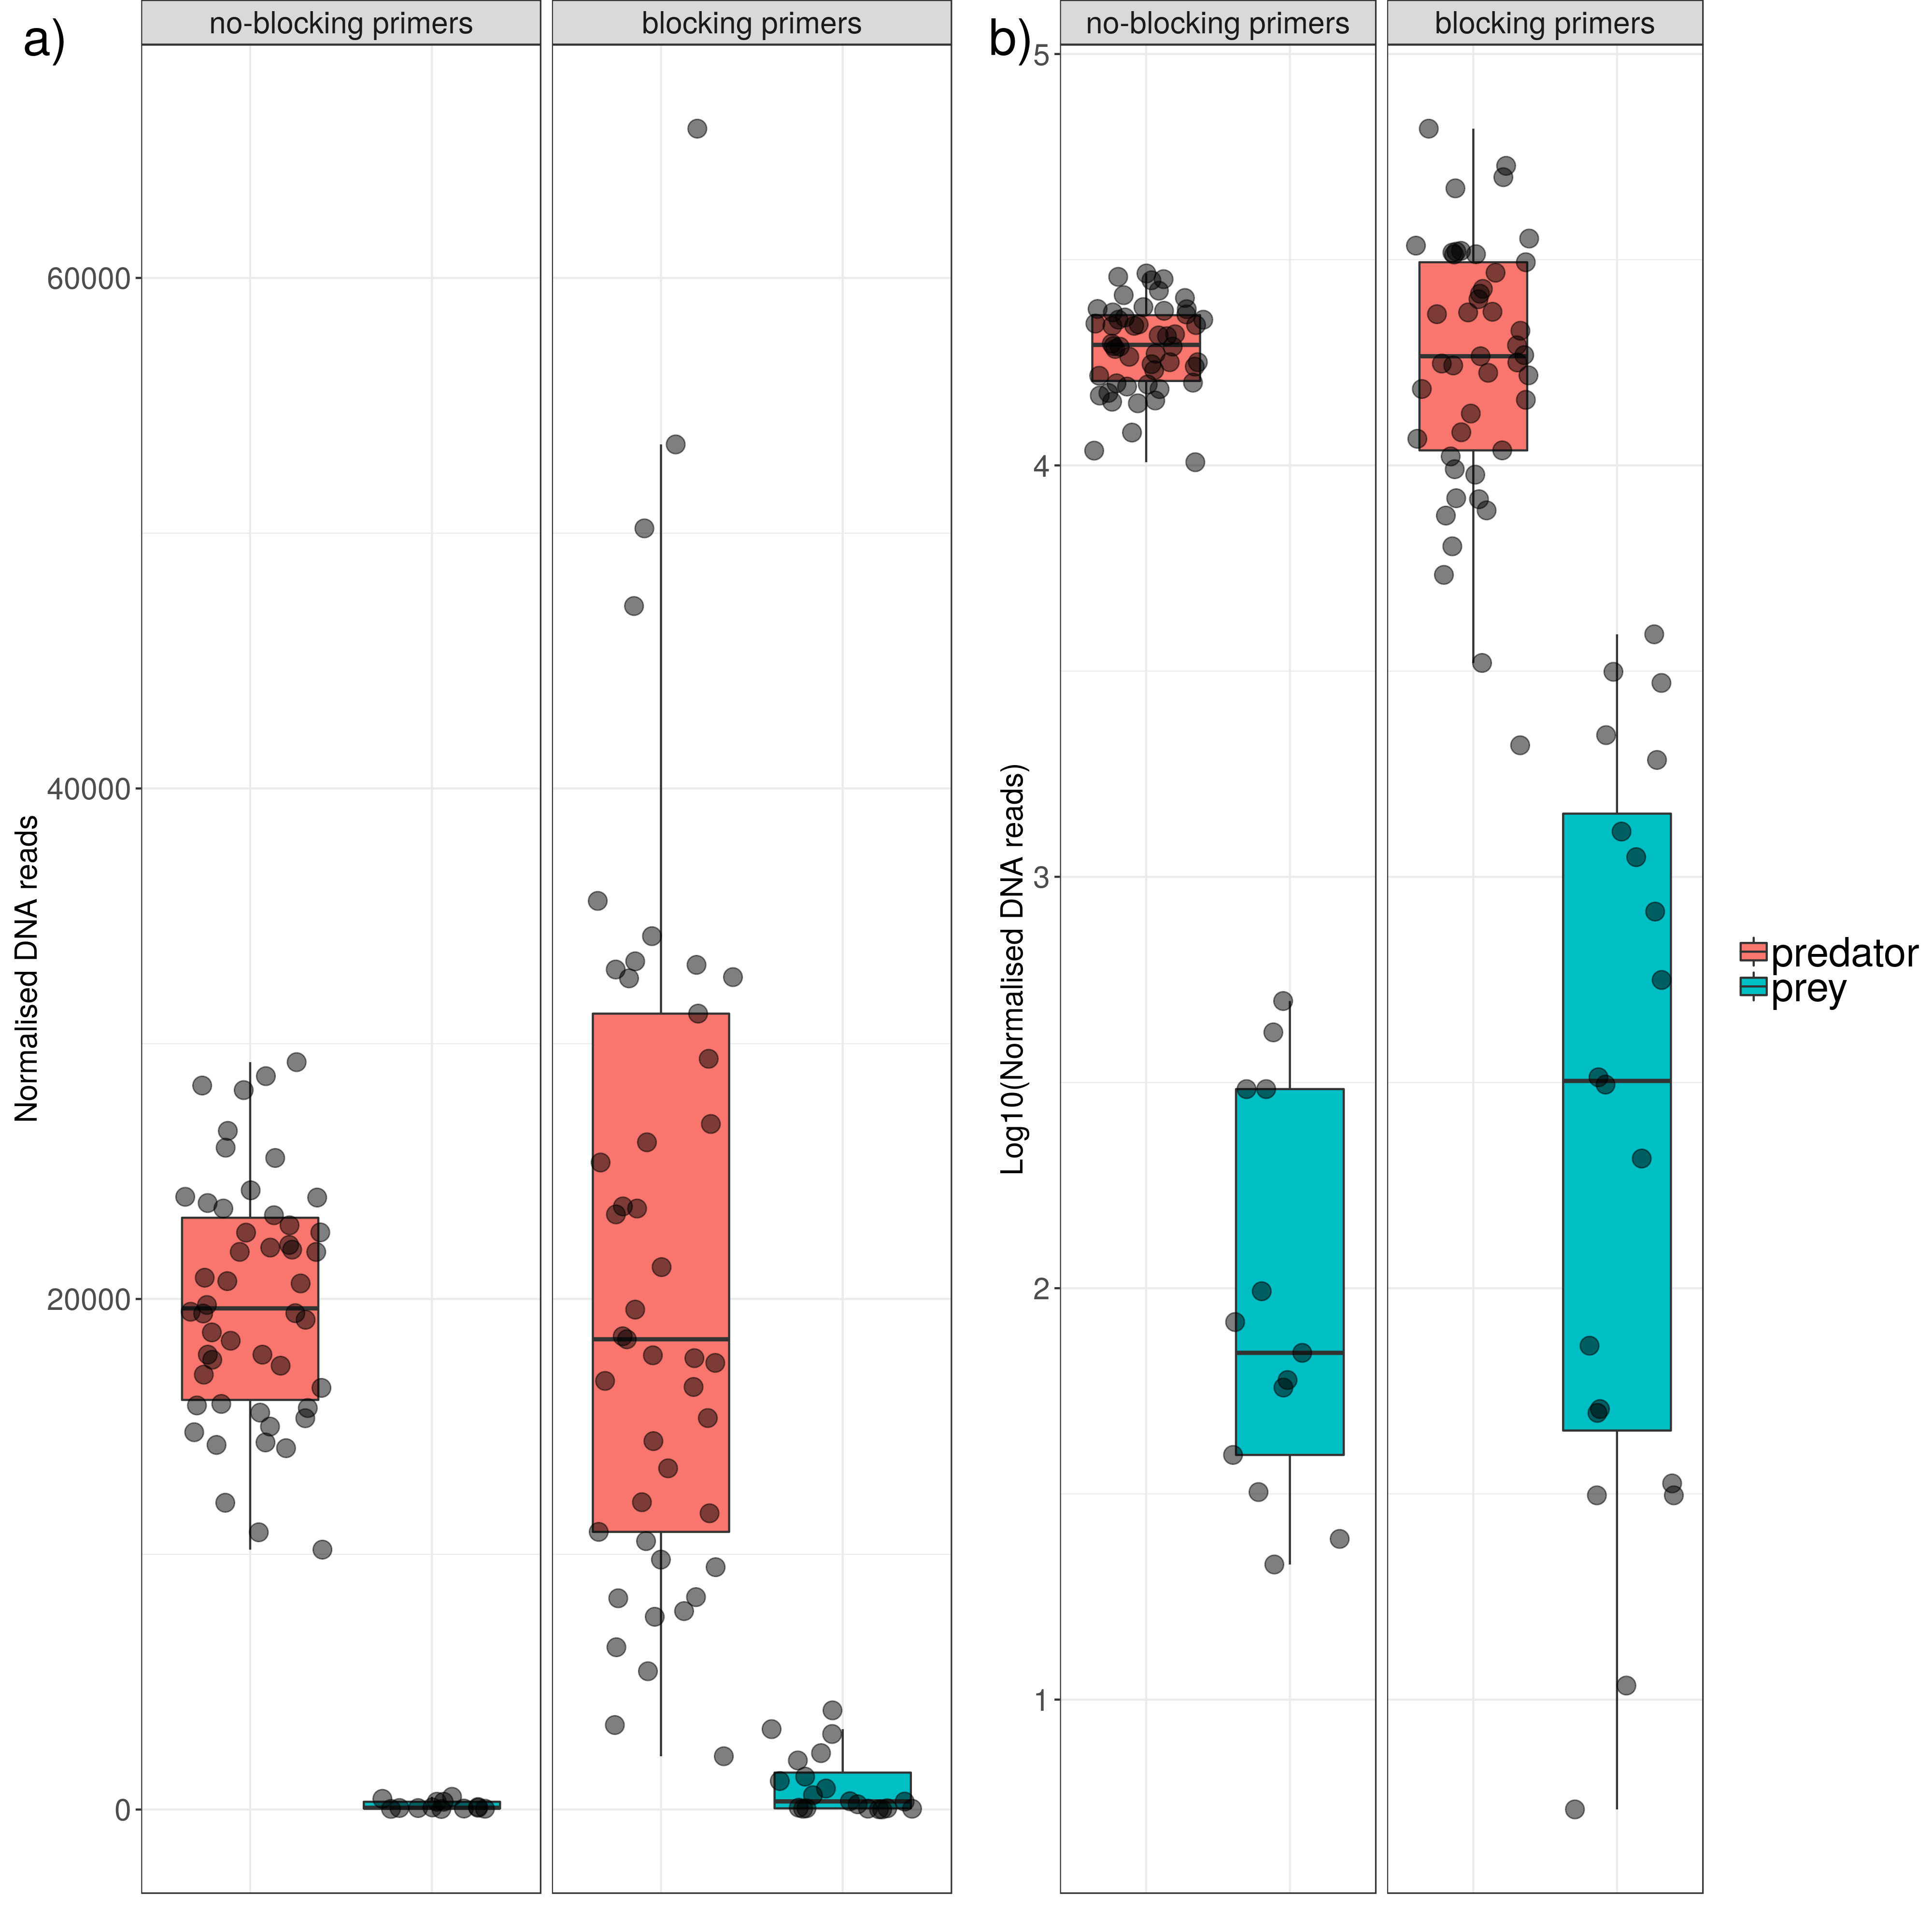 a)
no-blocking primers
blocking primers
Normalised DNA reads
60000
40000
20000
0
b)
no-blocking primers
blocking primers
Log10(Normalised DNA reads)
5
4
3
2
1
predator
prey